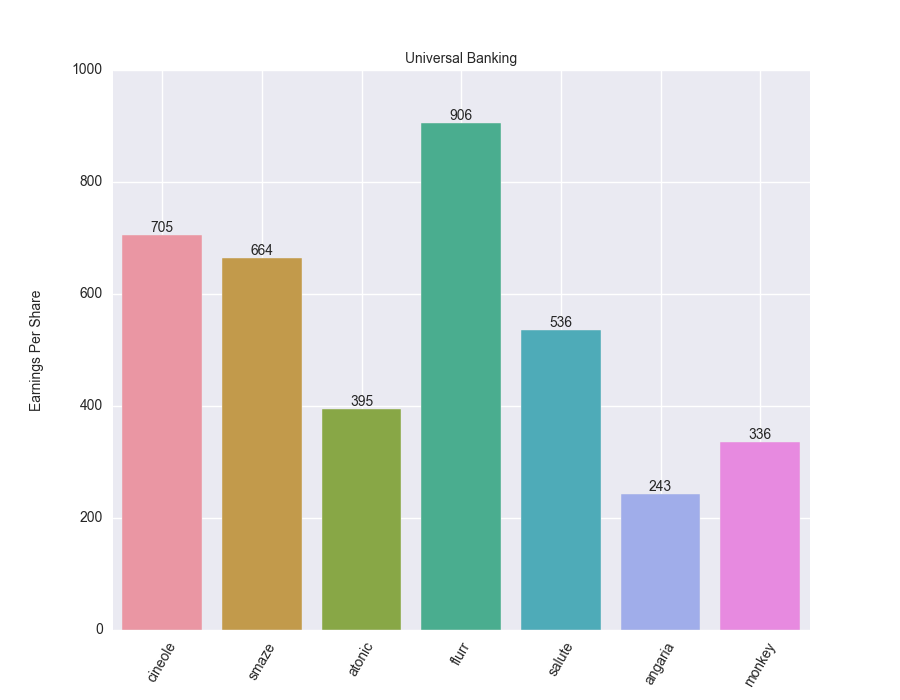 Universal Banking
Earnings Per Share
1000
800
600
400
200
0
705
664
395
906
536
243
336
cineole
smaze
atonic
flurr
salute
angaria
monkey